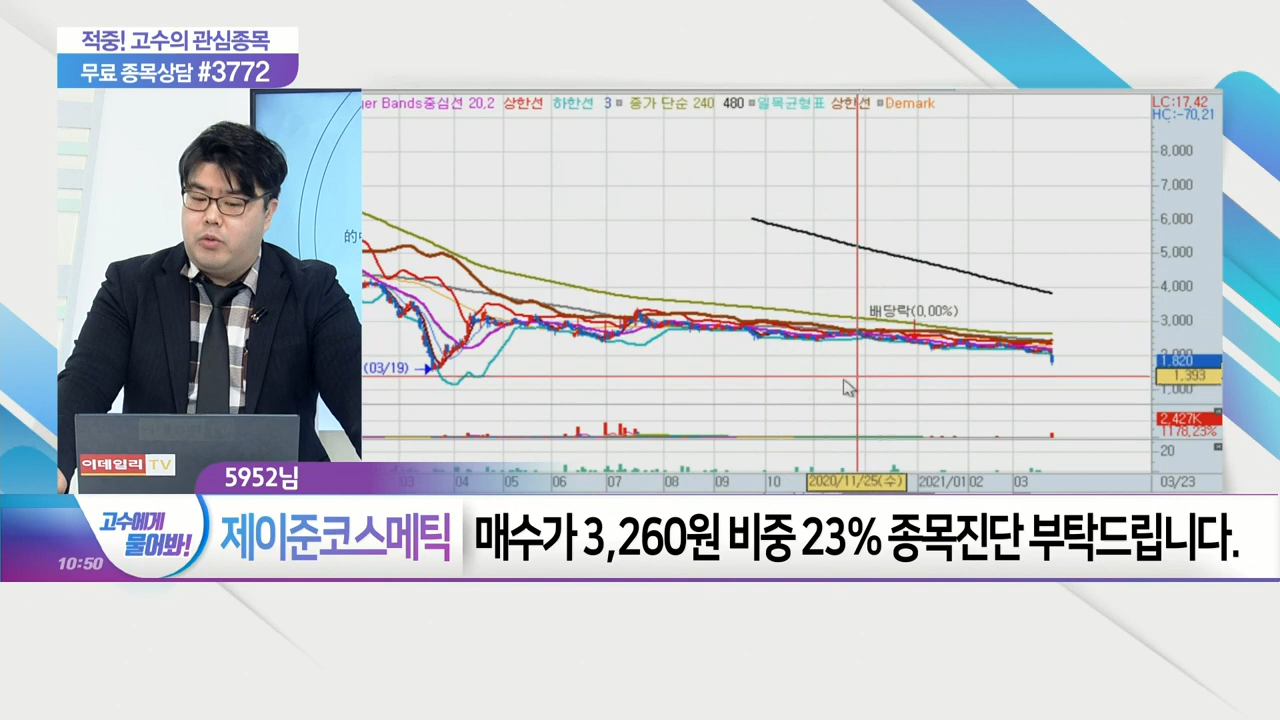 적중! 고수의 관심종목
무료 종목상담 #3772
ger Bands중심선 20,2 상한선 하한선 3 종가 단순 240 480 일목균형표 상한선 Demark
LC:17.42
HC:-70.21
8,000
7,000
6,000
5,000
4,000
3,000
2,000
1,820
1,393
1,000
배당락(0.00%)
(03/19)
的中
2,427K
1178.23%
20
03 04 05 06 07 08 09 10 2020/11/25(수) 2021/01 02 03 03/23
이데일리 TV
5952님
고수에게
물어봐!
10:50
제이준코스메틱 매수가 3,260원 비중 23% 종목진단 부탁드립니다.